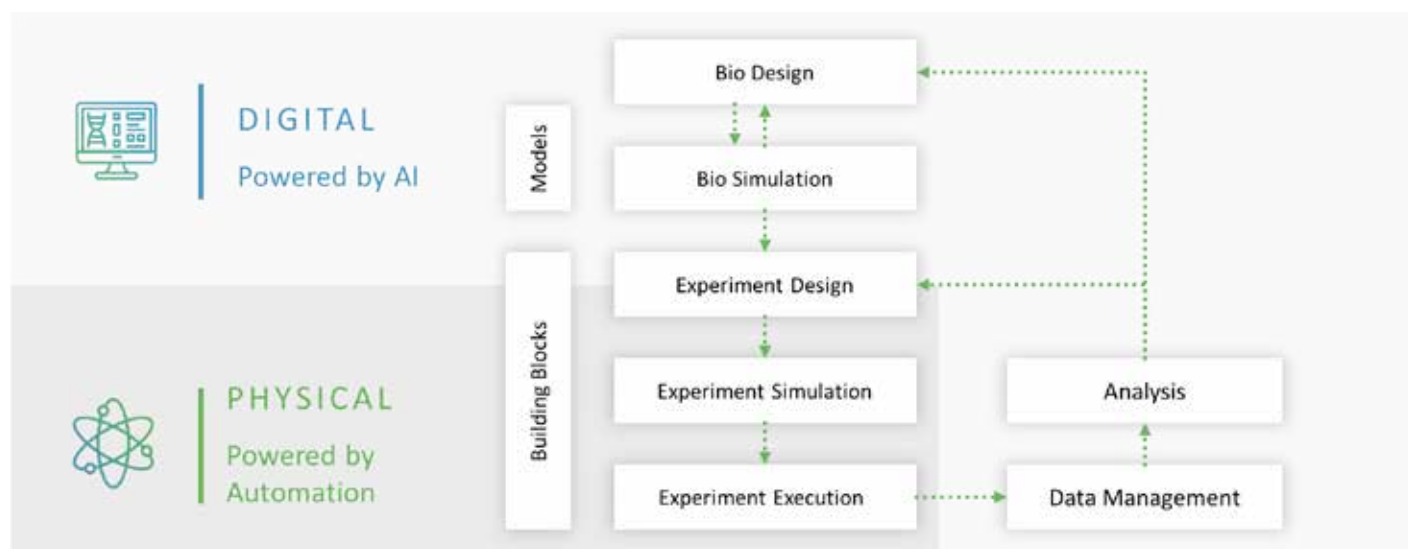 DIGITAL
Powered by AI
Models
Bio Design
Bio Simulation
PHYSICAL
Powered by
Automation
Building Blocks
Experiment Design
Experiment Simulation
Experiment Execution
Analysis
Data Management